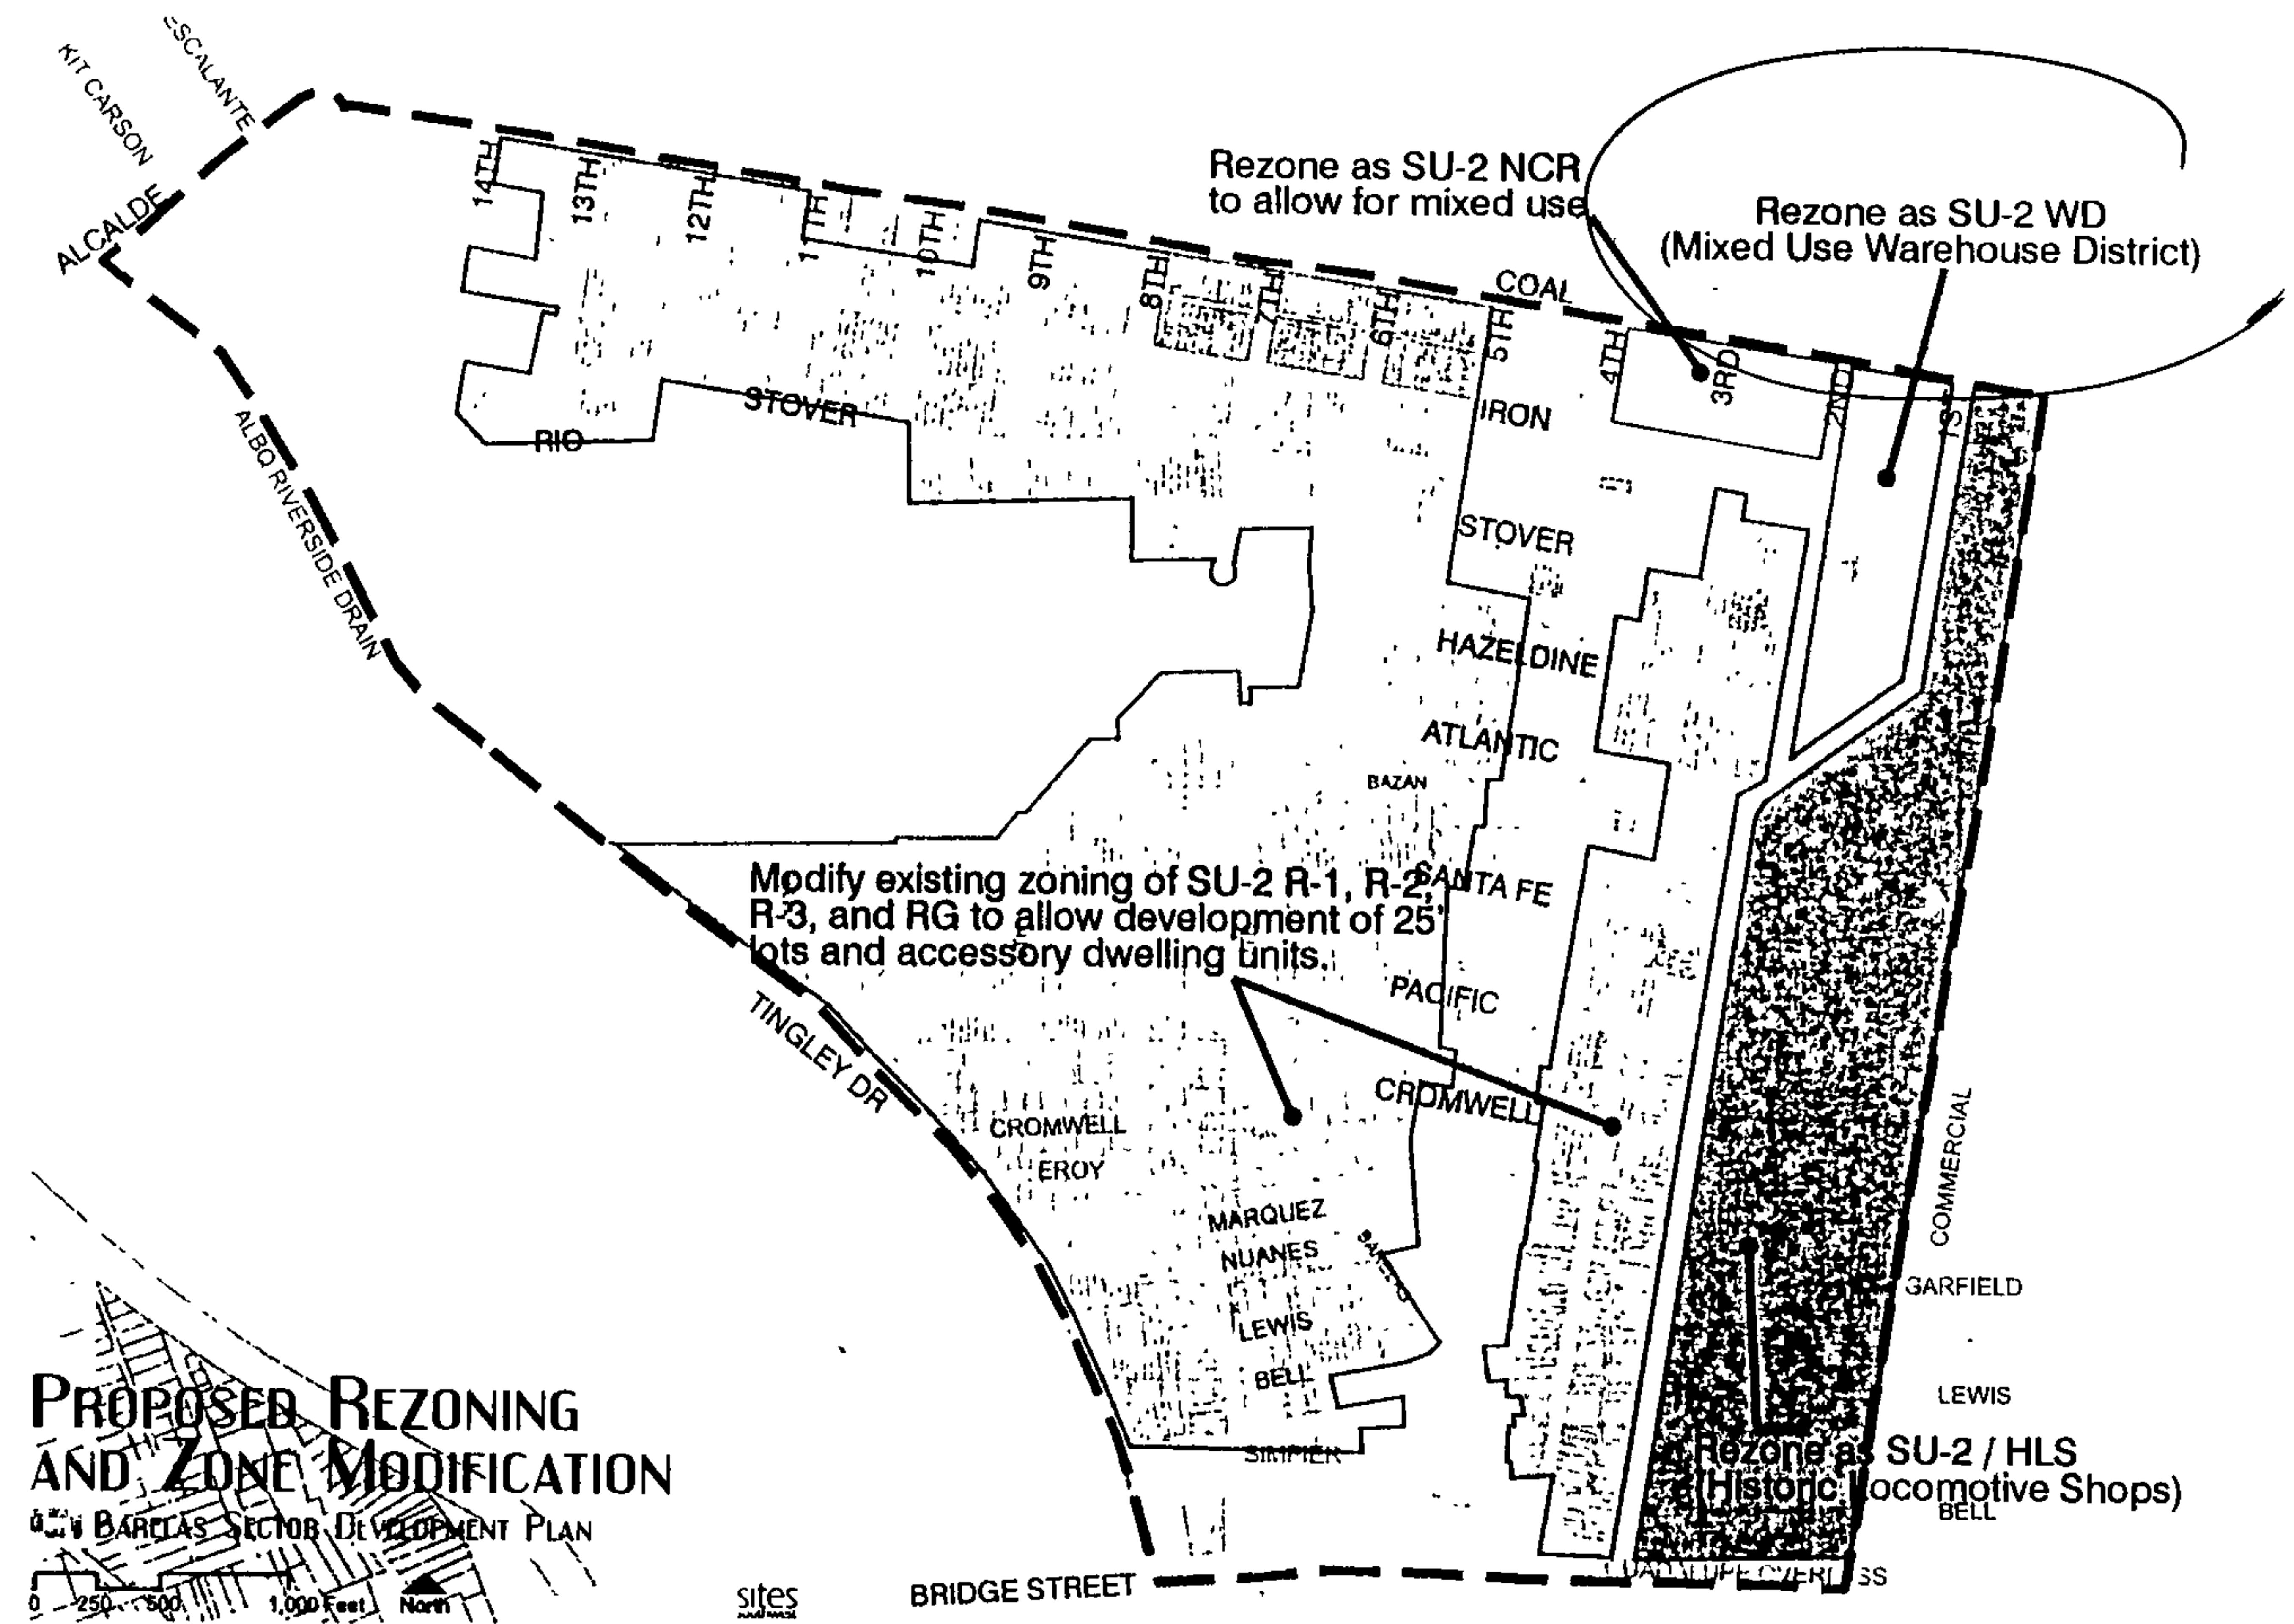 ESCALANTE
KIT CARSON
ALCALDE
14TH
13TH
12TH
11TH
10TH
9TH
8TH
7TH
6TH
5TH
4TH
3RD
2ND
Rezone as SU-2 NCR
to allow for mixed use
Rezone as SU-2 WD
(Mixed Use Warehouse District)
COAL
IRON
STOVER
RIO
STOVER
ALBQ RIVERSIDE DRAIN
HAZELDINE
ATLANTIC
BAZAN
Modify existing zoning of SU-2 R-1, R-2,
R-3, and RG to allow development of 25'
lots and accessory dwelling units.
SANTA FE
PACIFIC
TINGLEY DR
CROMWELL
CROMWELL
EROY
MARQUEZ
NUANES
LEWIS
BELL
COMMERCIAL
GARFIELD
LEWIS
Rezone as SU-2 / HLS
(Historic Locomotive Shops)
BELL
PROPOSED REZONING
AND ZONE MODIFICATION
BARELAS SECTOR DEVELOPMENT PLAN
0 250 500 1,000 Feet North
sites
BRIDGE STREET